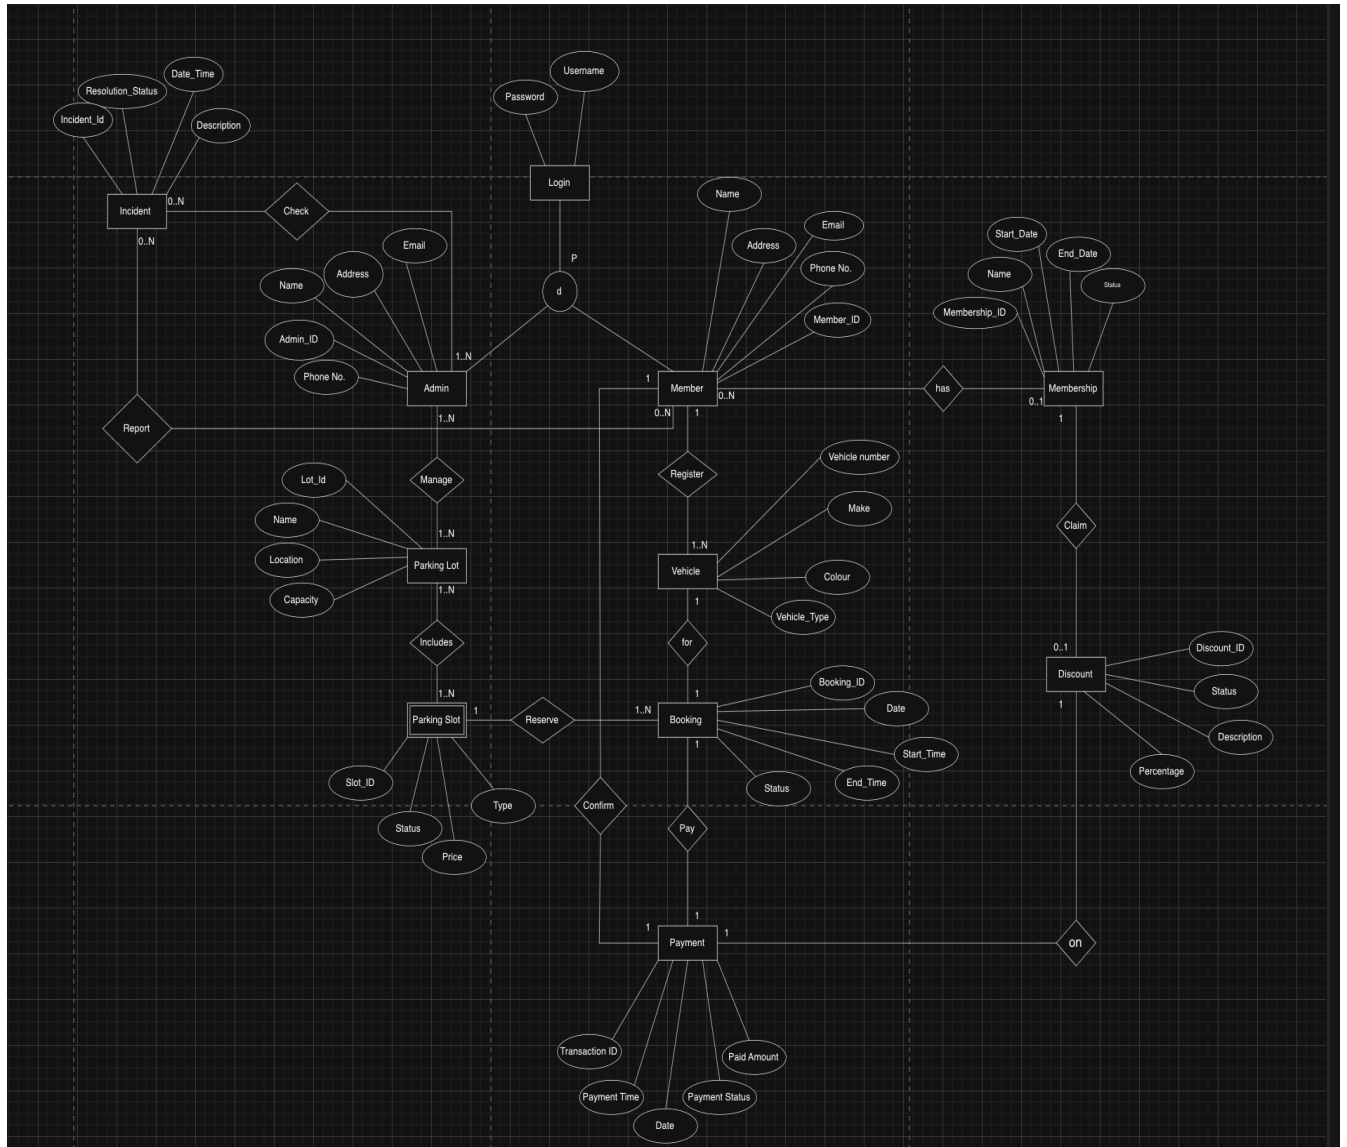 Username
Date_Time
Resolution_Status
Password
Incident_Id
Description
Login
Name
0..N
Incident
Check
Email
Start_Date
0..N
Email
Address
End_Date
P
Address
Phone No.
Name
Status
Name
d
Membership_ID
Member_ID
Admin_ID
1..N
Phone No.
1
Admin
Member
has
Membership
0..N
0..1
1..N
0..N
1
1
Report
Vehicle number
Register
Lot_Id
Manage
Make
Name
Claim
1..N
1..N
Location
Parking Lot
Vehicle
Colour
1..N
1
Capacity
Vehicle_Type
Includes
for
0..1
Discount_ID
Discount
Booking_ID
1..N
1
Status
1
1
1..N
Date
Parking Slot
Reserve
Booking
Description
1
Start_Time
Percentage
Slot_ID
Status
End_Time
Type
Confirm
Status
Pay
Price
1
1
1
Payment
on
Transaction ID
Paid Amount
Payment Time
Payment Status
Date